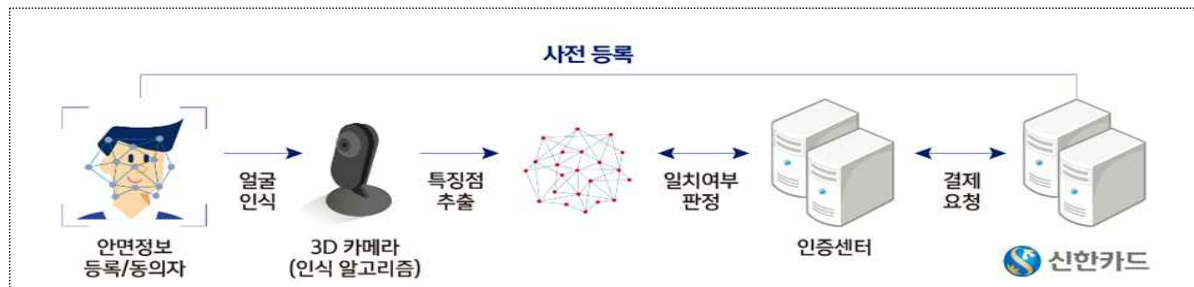 사전 등록
얼굴
인식
특징점
추출
일치여부
판정
결제
요청
안면정보
등록/동의자
3D 카메라
(인식 알고리즘)
인증센터
신한카드